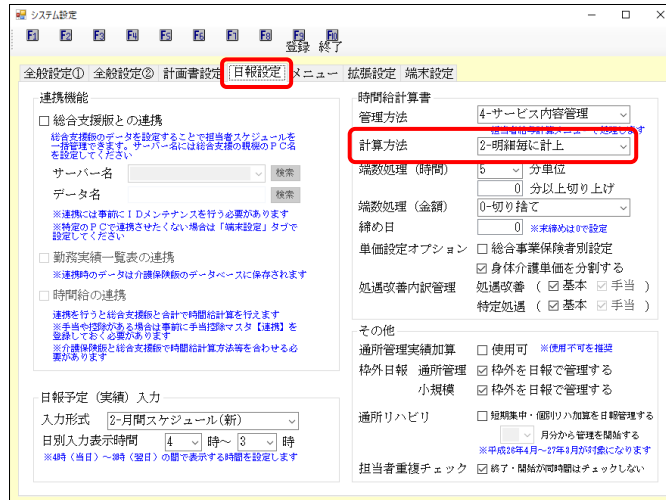 システム設定
F1 F2 F3 F4 F5 F6 F7 F8 F9 F10
登録 終了
全般設定① 全般設定② 計画書設定 日報設定 メニュー 拡張設定 端末設定
連携機能
総合支援版との連携
総合支援版のデータを設定することで担当者スケジュールを
一括管理できます。サーバー名には総合支援の親機のPC名
を設定してください
サーバー名 検索
データ名 検索
※連携には事前にIDメンテナンスを行う必要があります
※特定のPCで連携させたくない場合は「端末設定」タブで
設定してください
勤務実績一覧表の連携
※連携時のデータは介護保険版のデータベースに保存されます
時間給の連携
連携を行うと総合支援版と合計で時間給計算を行えます
※手当や控除がある場合は事前に手当控除マスタ【連携】を
登録しておく必要があります
※介護保険版と総合支援版で時間給計算方法等を合わせる必
要があります
日報予定（実績）入力
入力形式 2-月間スケジュール(新)
日別入力表示時間 4 時～ 3 時
※4時（当日）～3時（翌日）の間で表示する時間を設定します
時間給計算書
管理方法 4-サービス内容管理
計算方法 2-明細毎に計上
端数処理（時間） 5 分単位
0 分以上切り上げ
端数処理（金額） 0-切り捨て
締め日 0 ※末締めは0で設定
単価設定オプション 総合事業保険者別設定
身体介護単価を分割する
処遇改善内訳管理 処遇改善 （ 基本 手当 ）
特定処遇 （ 基本 手当 ）
その他
通所管理実績加算 使用可 ※使用不可を推奨
枠外日報 通所管理 枠外を日報で管理する
小規模 枠外を日報で管理する
通所リハビリ 短期集中・個別リハ加算を日報管理する
月分から管理を開始する
※平成26年4月～27年3月が対象になります
担当者重複チェック 終了・開始が同時間はチェックしない